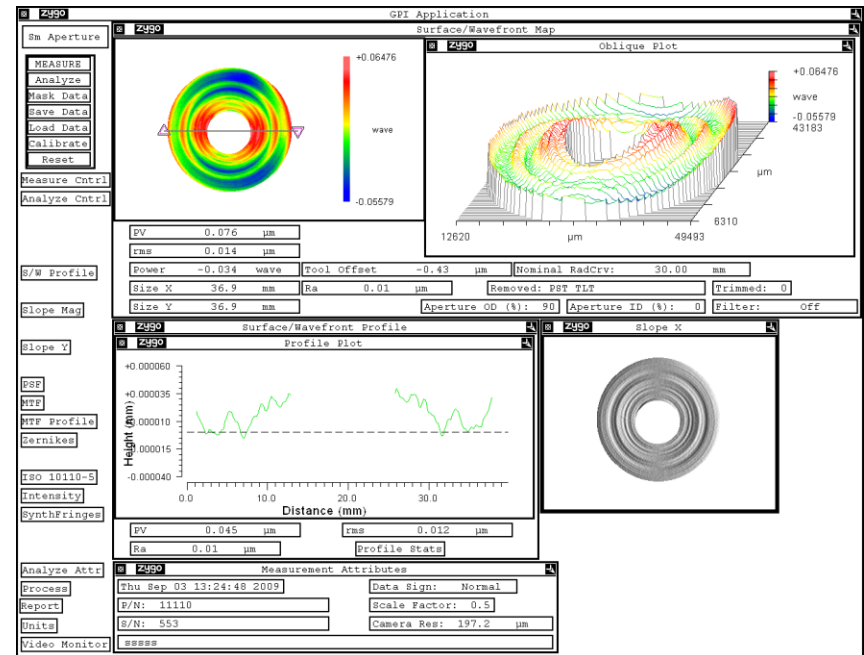 zygo GPI Application
Sm Aperture
MEASURE
Analyze
Mask Data
Save Data
Load Data
Calibrate
Reset
Measure Cntrl
Analyze Cntrl
S/W Profile
Slope Mag
Slope Y
PSF
MTF
MTF Profile
Zernikes
ISO 10110-5
Intensity
SynthFringes
Analyze Attr
Process
Report
Units
Video Monitor
zygo Surface/Wavefront Map
+0.06476
wave
-0.05579
zygo Oblique Plot
+0.06476
wave
-0.05579
43183
µm
6310
12620 µm 49493
PV 0.076 µm
rms 0.014 µm
Power -0.034 wave Tool Offset -0.43 µm Nominal RadCrv: 30.00 mm
Size X 36.9 mm Ra 0.01 µm Removed: PST TLT Trimmed: 0
Size Y 36.9 mm Aperture OD (%): 90 Aperture ID (%): 0 Filter: Off
zygo Surface/Wavefront Profile
zygo Profile Plot
+0.000060
+0.000035
+0.000010
-0.000015
-0.000040
Height (mm)
0.0 10.0 20.0 30.0
Distance (mm)
PV 0.045 µm rms 0.012 µm
Ra 0.01 µm Profile Stats
zygo Slope X
zygo Measurement Attributes
Thu Sep 03 13:24:48 2009 Data Sign: Normal
P/N: 11110 Scale Factor: 0.5
S/N: 553 Camera Res: 197.2 µm
sssss